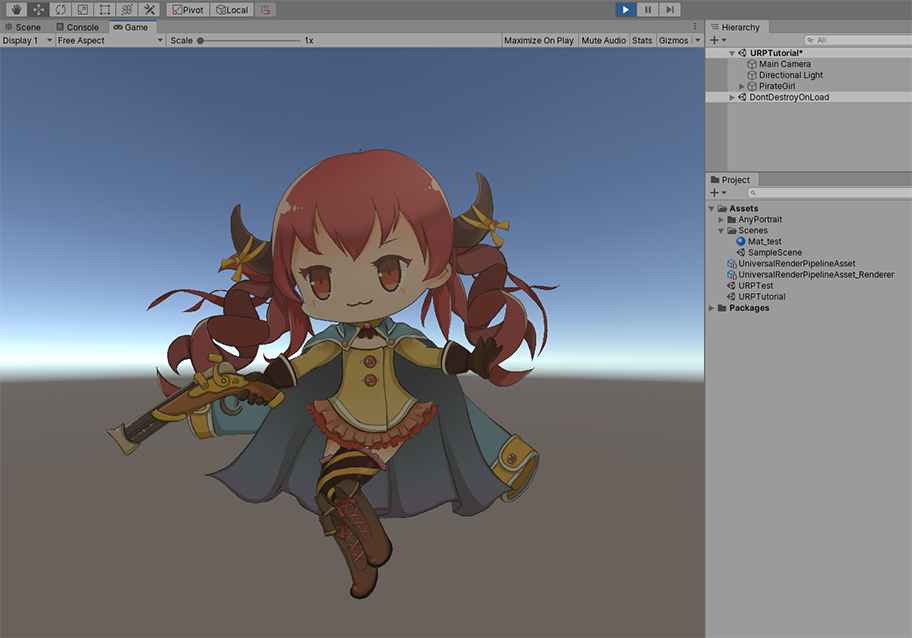 Pivot Local
Scene Console Game
Display 1 Free Aspect Scale 1x Maximize On Play Mute Audio Stats Gizmos
Hierarchy
All
URPTutorial*
Main Camera
Directional Light
PirateGirl
DontDestroyOnLoad
Project
Assets
AnyPortrait
Scenes
Mat_test
SampleScene
UniversalRenderPipelineAsset
UniversalRenderPipelineAsset_Renderer
URPTest
URPTutorial
Packages